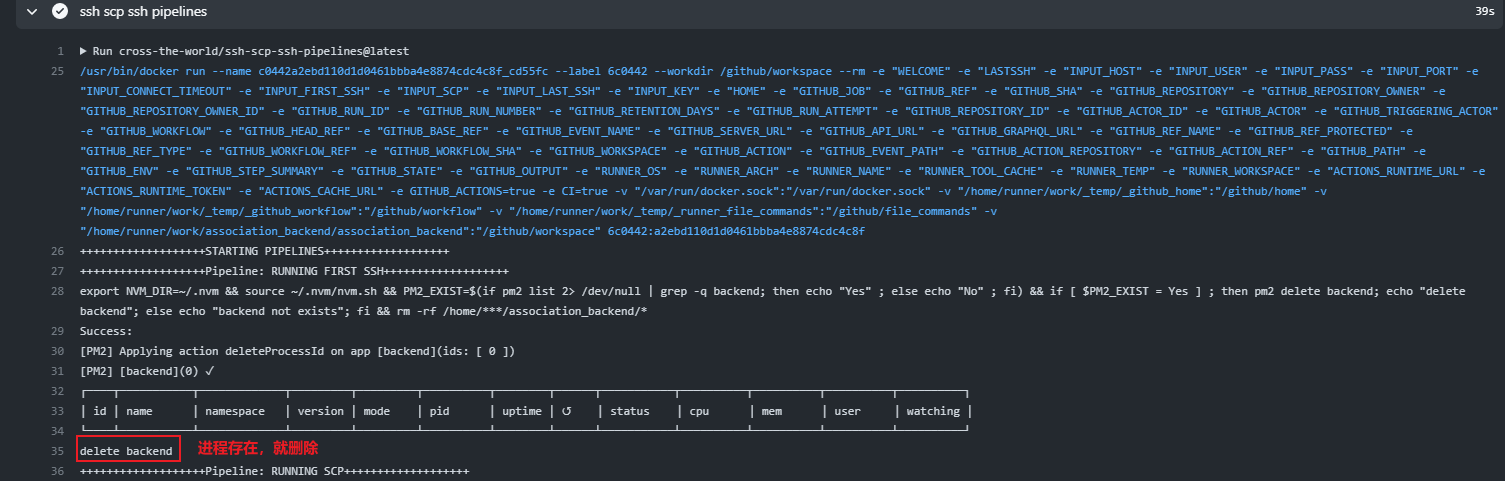 ssh scp ssh pipelines 39s
1 ▶ Run cross-the-world/ssh-scp-ssh-pipelines@latest
25 /usr/bin/docker run --name c0442a2ebd110d1d0461bbba4e8874cdc4c8f_cd55fc --label 6c0442 --workdir /github/workspace --rm -e "WELCOME" -e "LASTSSH" -e "INPUT_HOST" -e "INPUT_USER" -e "INPUT_PASS" -e "INPUT_PORT" -e
"INPUT_CONNECT_TIMEOUT" -e "INPUT_FIRST_SSH" -e "INPUT_SCP" -e "INPUT_LAST_SSH" -e "INPUT_KEY" -e "HOME" -e "GITHUB_JOB" -e "GITHUB_REF" -e "GITHUB_SHA" -e "GITHUB_REPOSITORY" -e "GITHUB_REPOSITORY_OWNER" -e
"GITHUB_REPOSITORY_OWNER_ID" -e "GITHUB_RUN_ID" -e "GITHUB_RUN_NUMBER" -e "GITHUB_RETENTION_DAYS" -e "GITHUB_RUN_ATTEMPT" -e "GITHUB_REPOSITORY_ID" -e "GITHUB_ACTOR_ID" -e "GITHUB_ACTOR" -e "GITHUB_TRIGGERING_ACTOR"
-e "GITHUB_WORKFLOW" -e "GITHUB_HEAD_REF" -e "GITHUB_BASE_REF" -e "GITHUB_EVENT_NAME" -e "GITHUB_SERVER_URL" -e "GITHUB_API_URL" -e "GITHUB_GRAPHQL_URL" -e "GITHUB_REF_NAME" -e "GITHUB_REF_PROTECTED" -e
"GITHUB_REF_TYPE" -e "GITHUB_WORKFLOW_REF" -e "GITHUB_WORKFLOW_SHA" -e "GITHUB_WORKSPACE" -e "GITHUB_ACTION" -e "GITHUB_EVENT_PATH" -e "GITHUB_ACTION_REPOSITORY" -e "GITHUB_ACTION_REF" -e "GITHUB_PATH" -e
"GITHUB_ENV" -e "GITHUB_STEP_SUMMARY" -e "GITHUB_STATE" -e "GITHUB_OUTPUT" -e "RUNNER_OS" -e "RUNNER_ARCH" -e "RUNNER_NAME" -e "RUNNER_TOOL_CACHE" -e "RUNNER_TEMP" -e "RUNNER_WORKSPACE" -e "ACTIONS_RUNTIME_URL" -e
"ACTIONS_RUNTIME_TOKEN" -e "ACTIONS_CACHE_URL" -e GITHUB_ACTIONS=true -e CI=true -v "/var/run/docker.sock":"/var/run/docker.sock" -v "/home/runner/work/_temp/_github_home":"/github/home" -v
"/home/runner/work/_temp/_github_workflow":"/github/workflow" -v "/home/runner/work/_temp/_runner_file_commands":"/github/file_commands" -v
"/home/runner/work/association_backend/association_backend":"/github/workspace" 6c0442:a2ebd110d1d0461bbba4e8874cdc4c8f
26 +++++++++++++++++++STARTING PIPELINES+++++++++++++++++++
27 +++++++++++++++++++Pipeline: RUNNING FIRST SSH+++++++++++++++++++
28 export NVM_DIR=~/.nvm && source ~/.nvm/nvm.sh && PM2_EXIST=$(if pm2 list 2> /dev/null | grep -q backend; then echo "Yes" ; else echo "No" ; fi) && if [ $PM2_EXIST = Yes ] ; then pm2 delete backend; echo "delete
backend"; else echo "backend not exists"; fi && rm -rf /home/***/association_backend/*
29 Success:
30 [PM2] Applying action deleteProcessId on app [backend](ids: [ 0 ])
31 [PM2] [backend](0) ✓
32
33 | id | name | namespace | version | mode | pid | uptime | ↺ | status | cpu | mem | user | watching |
34
35 delete backend 进程存在，就删除
36 +++++++++++++++++++Pipeline: RUNNING SCP+++++++++++++++++++